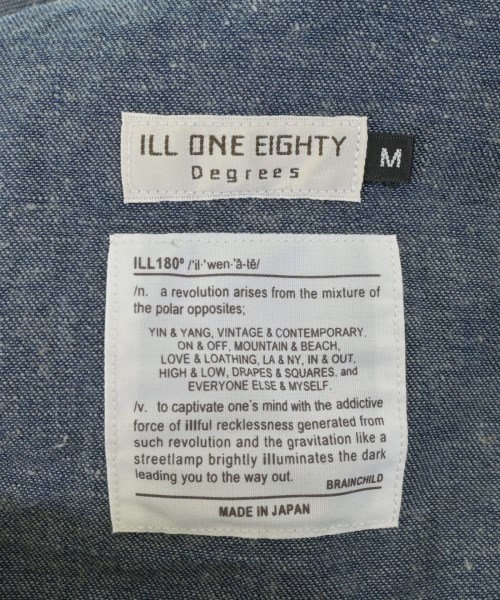 ILL ONE EIGHTY
Degrees
M
ILL180° /'il-'wen-'ā-tē/
/n. a revolution arises from the mixture of
the polar opposites;
YIN & YANG, VINTAGE & CONTEMPORARY,
ON & OFF, MOUNTAIN & BEACH,
LOVE & LOATHING, LA & NY, IN & OUT,
HIGH & LOW, DRAPES & SQUARES, and
EVERYONE ELSE & MYSELF.
/v. to captivate one's mind with the addictive
force of illful recklessness generated from
such revolution and the gravitation like a
streetlamp brightly illuminates the dark
leading you to the way out.
BRAINCHILD
MADE IN JAPAN